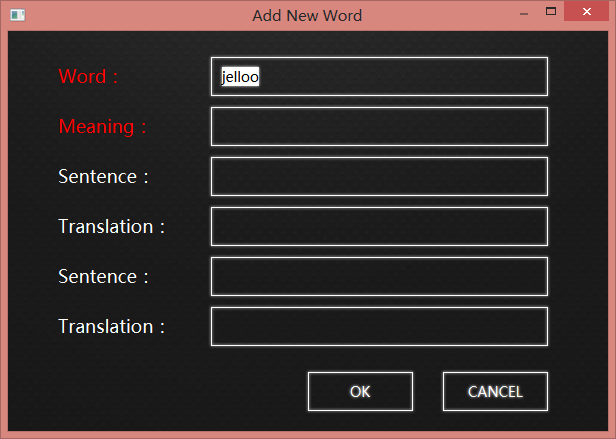 Add New Word
Word :
jelloo
Meaning :
Sentence :
Translation :
Sentence :
Translation :
OK
CANCEL